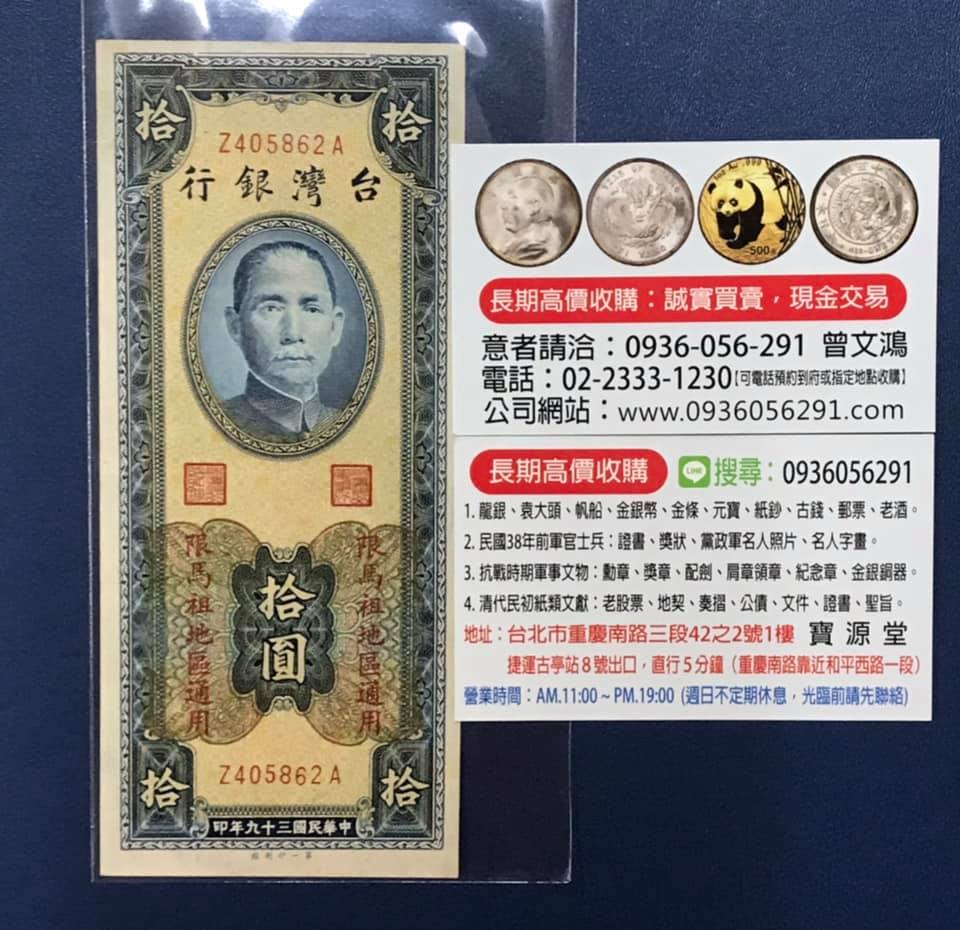 拾
拾
Z405862A
行銀灣台
限馬祖地區通用
限馬祖地區通用
拾圓
Z405862A
拾
拾
印年九十三國民華中
500
長期高價收購：誠實買賣，現金交易
意者請洽：0936-056-291 曾文鴻
電話：02-2333-1230【可電話預約到府或指定地點收購】
公司網站：www.0936056291.com
長期高價收購 LINE 搜尋：0936056291
1. 龍銀、袁大頭、帆船、金銀幣、金條、元寶、紙鈔、古錢、郵票、老酒。
2. 民國38年前軍官士兵：證書、獎狀、黨政軍名人照片、名人字畫。
3. 抗戰時期軍事文物：勳章、獎章、配劍、肩章領章、紀念章、金銀銅器。
4. 清代民初紙類文獻：老股票、地契、奏摺、公債、文件、證書、聖旨。
地址：台北市重慶南路三段42之2號1樓 寶源堂
捷運古亭站8號出口，直行5分鐘（重慶南路靠近和平西路一段）
營業時間：AM.11:00 ~ PM.19:00 (週日不定期休息，光臨前請先聯絡)